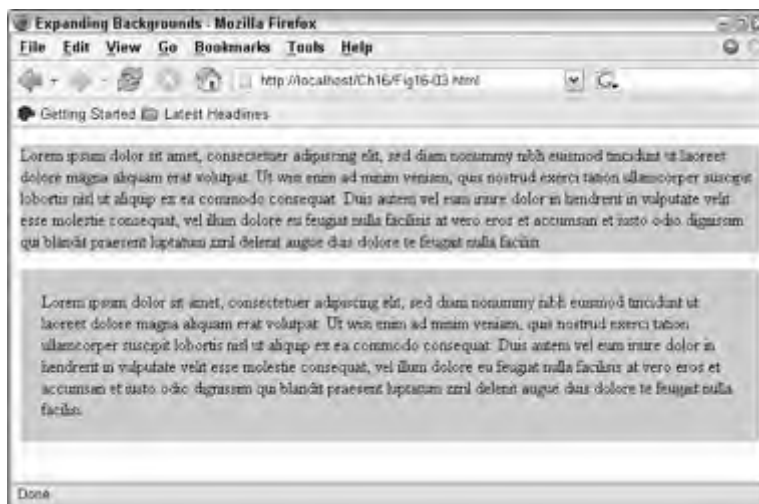 Expanding Backgrounds - Mozilla Firefox
File Edit View Go Bookmarks Tools Help
http://localhost/Ch16/Fig16-03.html
G.
Getting Started Latest Headlines
Lorem ipsum dolor sit amet, consectetuer adipiscing elit, sed diam nonummy nibh euismod tincidunt ut laoreet
dolore magna aliquam erat volutpat. Ut wisi enim ad minim veniam, quis nostrud exerci tation ullamcorper suscipit
lobortis nisl ut aliquip ex ea commodo consequat. Duis autem vel eum iriure dolor in hendrerit in vulputate velit
esse molestie consequat, vel illum dolore eu feugiat nulla facilisis at vero eros et accumsan et iusto odio dignissim
qui blandit praesent luptatum zzril delenit augue duis dolore te feugait nulla facilisi.
Lorem ipsum dolor sit amet, consectetuer adipiscing elit, sed diam nonummy nibh euismod tincidunt ut
laoreet dolore magna aliquam erat volutpat. Ut wisi enim ad minim veniam, quis nostrud exerci tation
ullamcorper suscipit lobortis nisl ut aliquip ex ea commodo consequat. Duis autem vel eum iriure dolor in
hendrerit in vulputate velit esse molestie consequat, vel illum dolore eu feugiat nulla facilisis at vero eros et
accumsan et iusto odio dignissim qui blandit praesent luptatum zzril delenit augue duis dolore te feugait nulla
facilisi.
Done